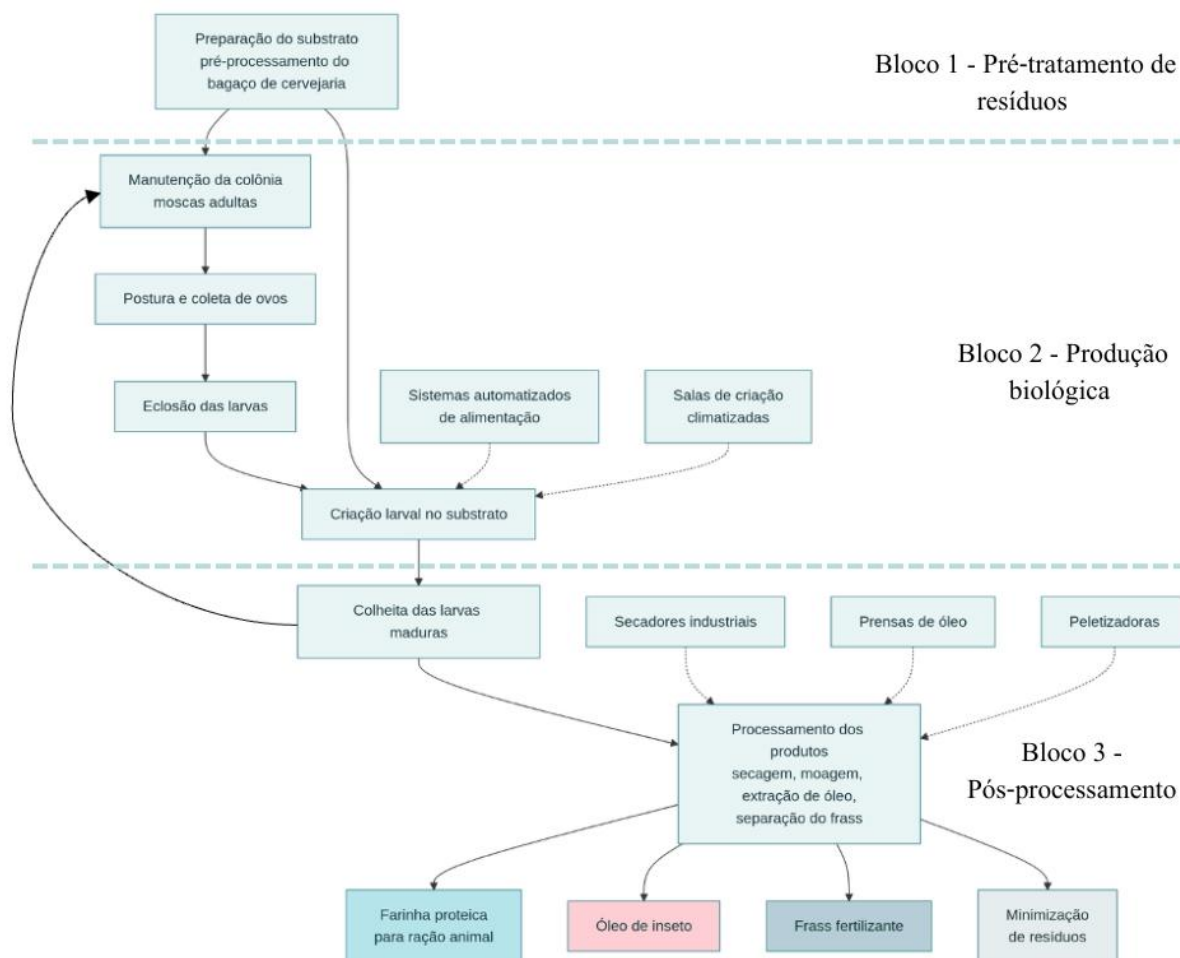 Preparação do substrato
pré-processamento do
bagaço de cervejaria
Bloco 1 - Pré-tratamento de
resíduos
Manutenção da colônia
moscas adultas
Postura e coleta de ovos
Bloco 2 - Produção
biológica
Eclosão das larvas
Sistemas automatizados
de alimentação
Salas de criação
climatizadas
Criação larval no substrato
Colheita das larvas
maduras
Secadores industriais
Prensas de óleo
Peletizadoras
Processamento dos
produtos
secagem, moagem,
extração de óleo,
separação do frass
Bloco 3 -
Pós-processamento
Farinha proteica
para ração animal
Óleo de inseto
Frass fertilizante
Minimização
de resíduos